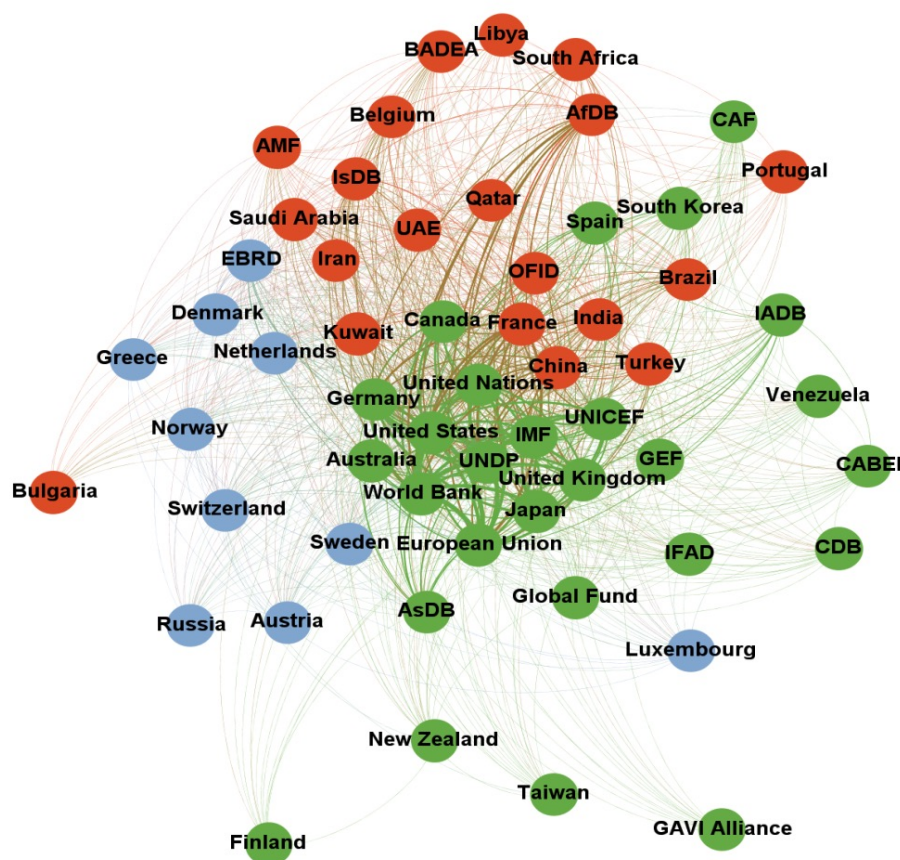 Libya
BADEA
South Africa
Belgium
AfDB
CAF
AMF
IsDB
Portugal
Qatar
South Korea
Saudi Arabia
UAE
Spain
EBRD
Iran
OFID
Brazil
Denmark
Canada
France
India
IADB
Kuwait
Netherlands
Greece
China
Turkey
United Nations
Germany
Venezuela
UNICEF
Norway
United States
IMF
Australia
UNDP
GEF
CABEI
United Kingdom
World Bank
Bulgaria
Switzerland
Japan
Sweden
European Union
IFAD
CDB
Global Fund
AsDB
Russia
Austria
Luxembourg
New Zealand
Taiwan
GAVI Alliance
Finland